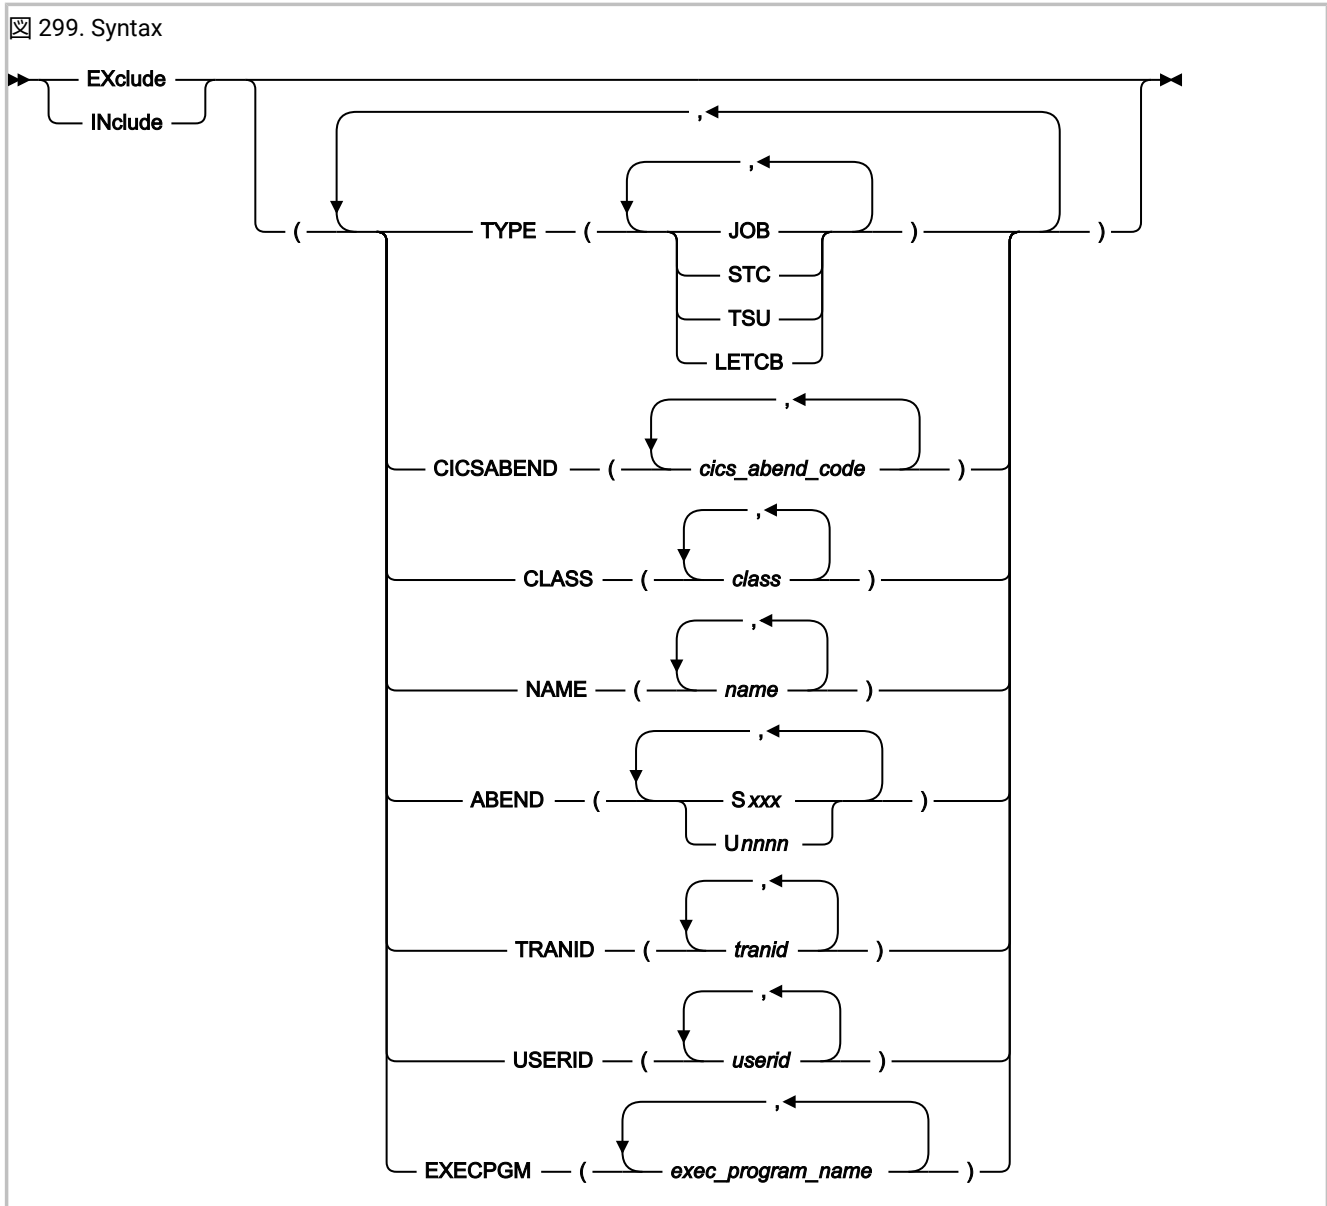 図 299. Syntax
EXclude
INclude
,
,
( TYPE ( JOB ) )
STC
TSU
LETCB
,
CICSABEND ( cics_abend_code )
,
CLASS ( class )
,
NAME ( name )
,
ABEND ( Sxxx )
Unnnn
,
TRANID ( tranid )
,
USERID ( userid )
,
EXECPGM ( exec_program_name )